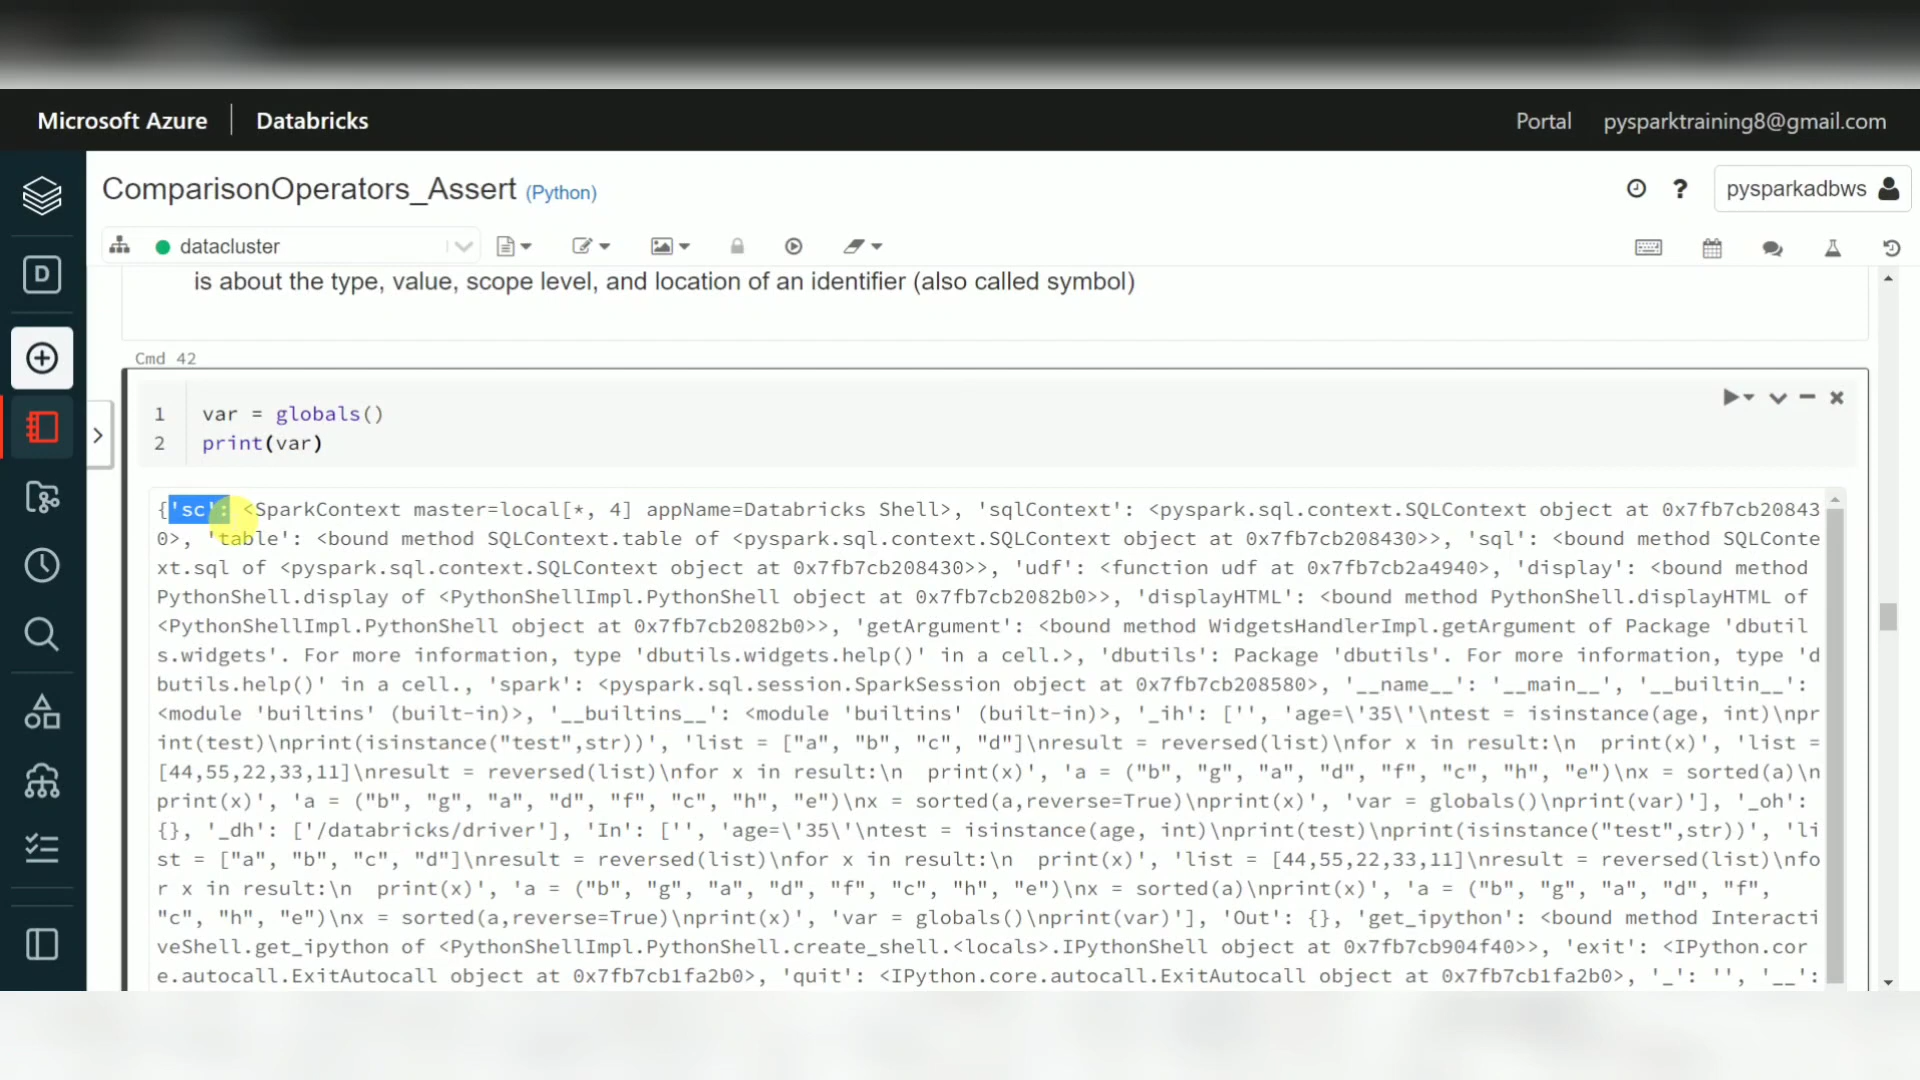 Microsoft Azure | Databricks
Portal pysparktraining8@gmail.com
ComparisonOperators_Assert (Python)
? pysparkadbws
datacluster
D
is about the type, value, scope level, and location of an identifier (also called symbol)
Cmd 42
1 var = globals()
2 print(var)
{'sc': <SparkContext master=local[*, 4] appName=Databricks Shell>, 'sqlContext': <pyspark.sql.context.SQLContext object at 0x7fb7cb20843
0>, 'table': <bound method SQLContext.table of <pyspark.sql.context.SQLContext object at 0x7fb7cb208430>>, 'sql': <bound method SQLConte
xt.sql of <pyspark.sql.context.SQLContext object at 0x7fb7cb208430>>, 'udf': <function udf at 0x7fb7cb2a4940>, 'display': <bound method
PythonShell.display of <PythonShellImpl.PythonShell object at 0x7fb7cb2082b0>>, 'displayHTML': <bound method PythonShell.displayHTML of
<PythonShellImpl.PythonShell object at 0x7fb7cb2082b0>>, 'getArgument': <bound method WidgetsHandlerImpl.getArgument of Package 'dbutil
s.widgets'. For more information, type 'dbutils.widgets.help()' in a cell.>, 'dbutils': Package 'dbutils'. For more information, type 'd
butils.help()' in a cell., 'spark': <pyspark.sql.session.SparkSession object at 0x7fb7cb208580>, '__name__': '__main__', '__builtin__':
<module 'builtins' (built-in)>, '__builtins__': <module 'builtins' (built-in)>, '_ih': ['', 'age=\'35\'\ntest = isinstance(age, int)\npr
int(test)\nprint(isinstance("test",str))', 'list = ["a", "b", "c", "d"]\nresult = reversed(list)\nfor x in result:\n  print(x)', 'list =
[44,55,22,33,11]\nresult = reversed(list)\nfor x in result:\n  print(x)', 'a = ("b", "g", "a", "d", "f", "c", "h", "e")\nx = sorted(a)\n
print(x)', 'a = ("b", "g", "a", "d", "f", "c", "h", "e")\nx = sorted(a,reverse=True)\nprint(x)', 'var = globals()\nprint(var)'], '_oh':
{}, '_dh': ['/databricks/driver'], 'In': ['', 'age=\'35\'\ntest = isinstance(age, int)\nprint(test)\nprint(isinstance("test",str))', 'li
st = ["a", "b", "c", "d"]\nresult = reversed(list)\nfor x in result:\n  print(x)', 'list = [44,55,22,33,11]\nresult = reversed(list)\nfo
r x in result:\n  print(x)', 'a = ("b", "g", "a", "d", "f", "c", "h", "e")\nx = sorted(a)\nprint(x)', 'a = ("b", "g", "a", "d", "f",
"c", "h", "e")\nx = sorted(a,reverse=True)\nprint(x)', 'var = globals()\nprint(var)'], 'Out': {}, 'get_ipython': <bound method Interacti
veShell.get_ipython of <PythonShellImpl.PythonShell.create_shell.<locals>.IPythonShell object at 0x7fb7cb904f40>>, 'exit': <IPython.cor
e.autocall.ExitAutocall object at 0x7fb7cb1fa2b0>, 'quit': <IPython.core.autocall.ExitAutocall object at 0x7fb7cb1fa2b0>, '_': '', '__':